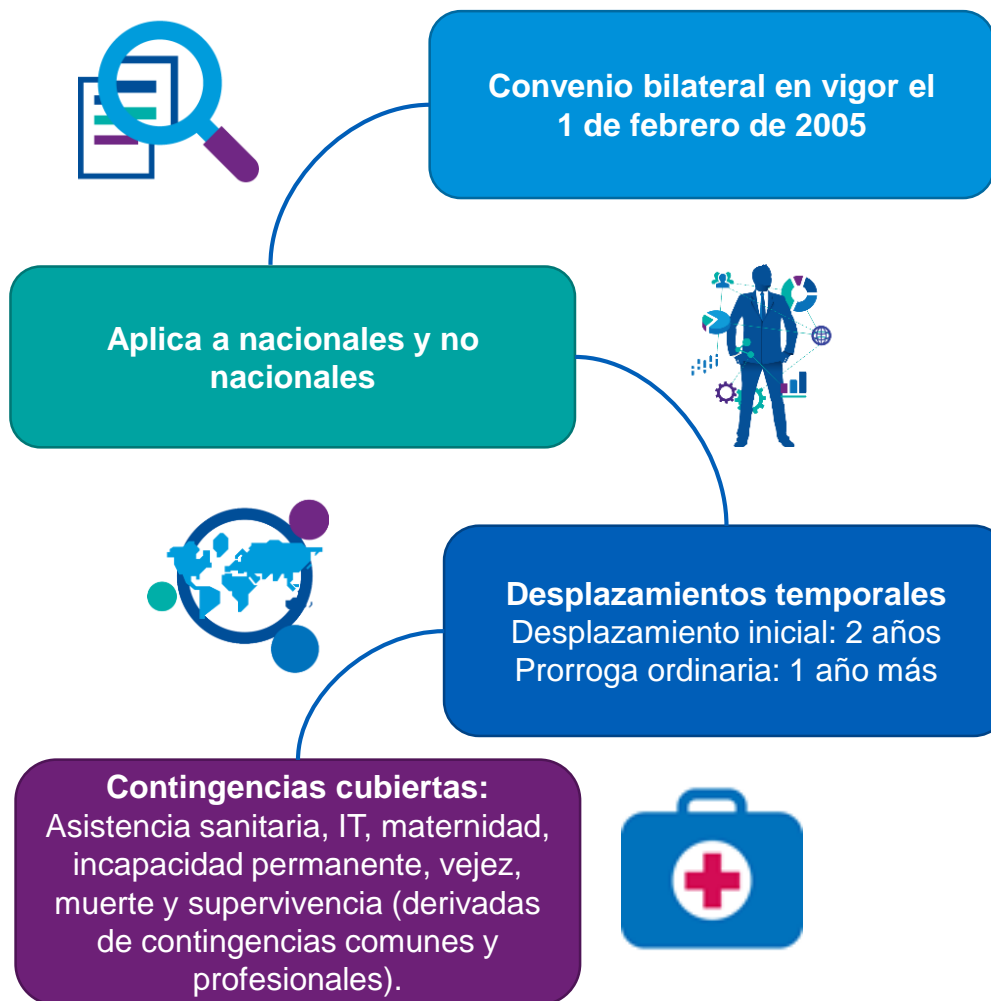 Convenio bilateral en vigor el
1 de febrero de 2005
Aplica a nacionales y no
nacionales
Desplazamientos temporales
Desplazamiento inicial: 2 años
Prorroga ordinaria: 1 año más
Contingencias cubiertas:
Asistencia sanitaria, IT, maternidad,
incapacidad permanente, vejez,
muerte y supervivencia (derivadas
de contingencias comunes y
profesionales).